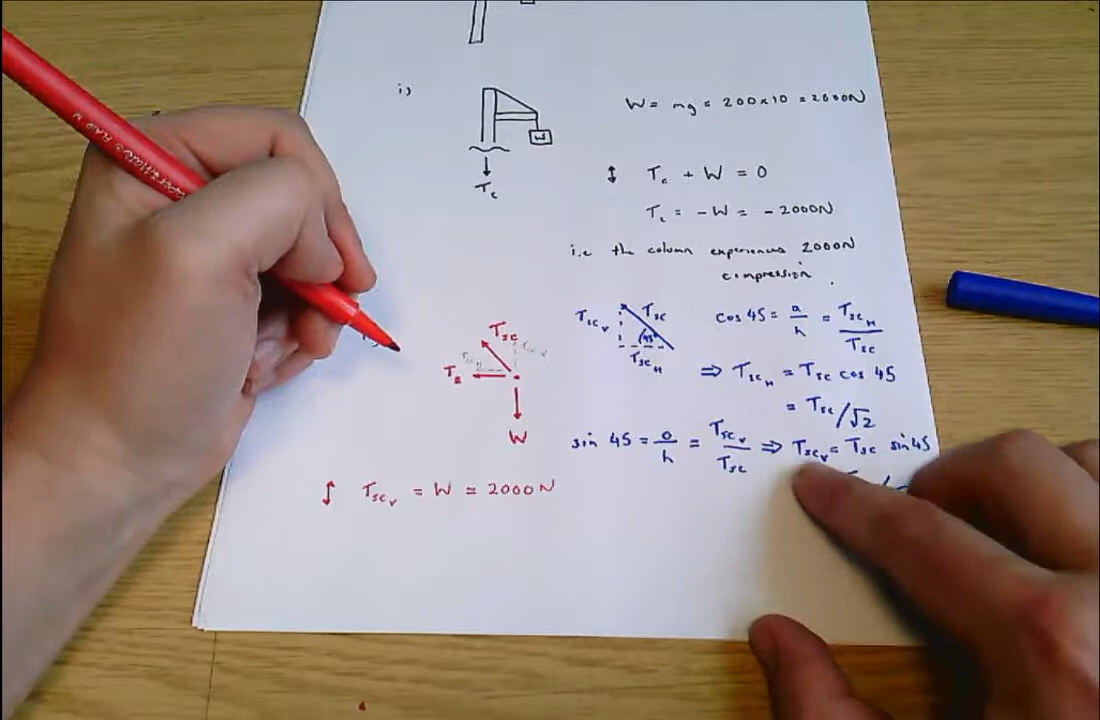 i)
W = mg = 200 x 10 = 2000N
W
T_c
↕ T_c + W = 0
T_c = - W = - 2000N
i.e the column experiences 2000N
compression.
T_sc_v T_sc
45°
T_sc_H
cos 45 = a/h = T_sc_H / T_sc
⇒ T_sc_H = T_sc cos 45
= T_sc/√2
T_sc
T_sc_v
T_sc_H
T_B
W
sin 45 = o/h = T_sc_v / T_sc ⇒ T_sc_v = T_sc sin 45
↕ T_sc_v = W = 2000N